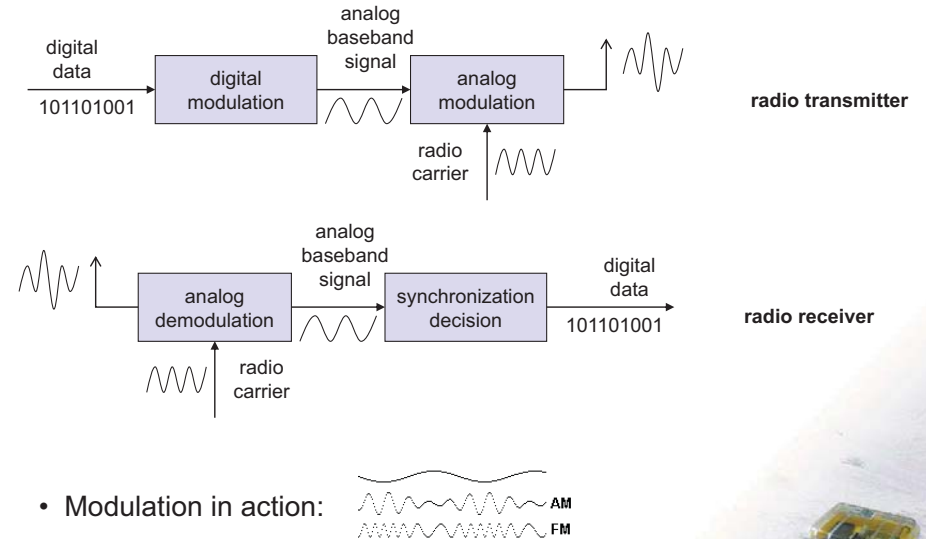 digital
data
101101001
digital
modulation
analog
baseband
signal
analog
modulation
radio
carrier
radio transmitter
analog
demodulation
radio
carrier
analog
baseband
signal
synchronization
decision
digital
data
101101001
radio receiver
• Modulation in action:
AM
FM